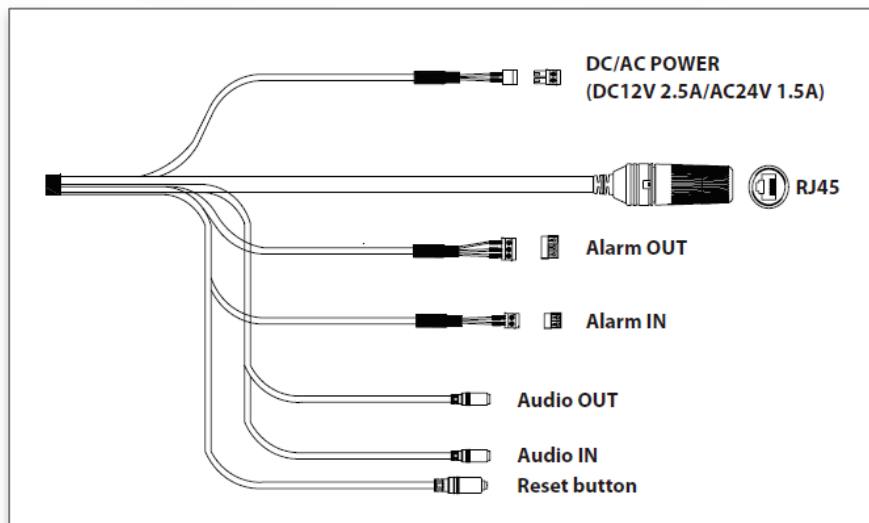 DC/AC POWER
(DC12V 2.5A/AC24V 1.5A)
RJ45
Alarm OUT
Alarm IN
Audio OUT
Audio IN
Reset button